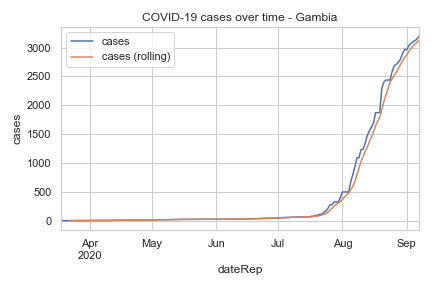 COVID-19 cases over time - Gambia
cases
cases (rolling)
3000
2500
2000
1500
1000
500
0
cases
Apr
2020
May
Jun
Jul
Aug
Sep
dateRep